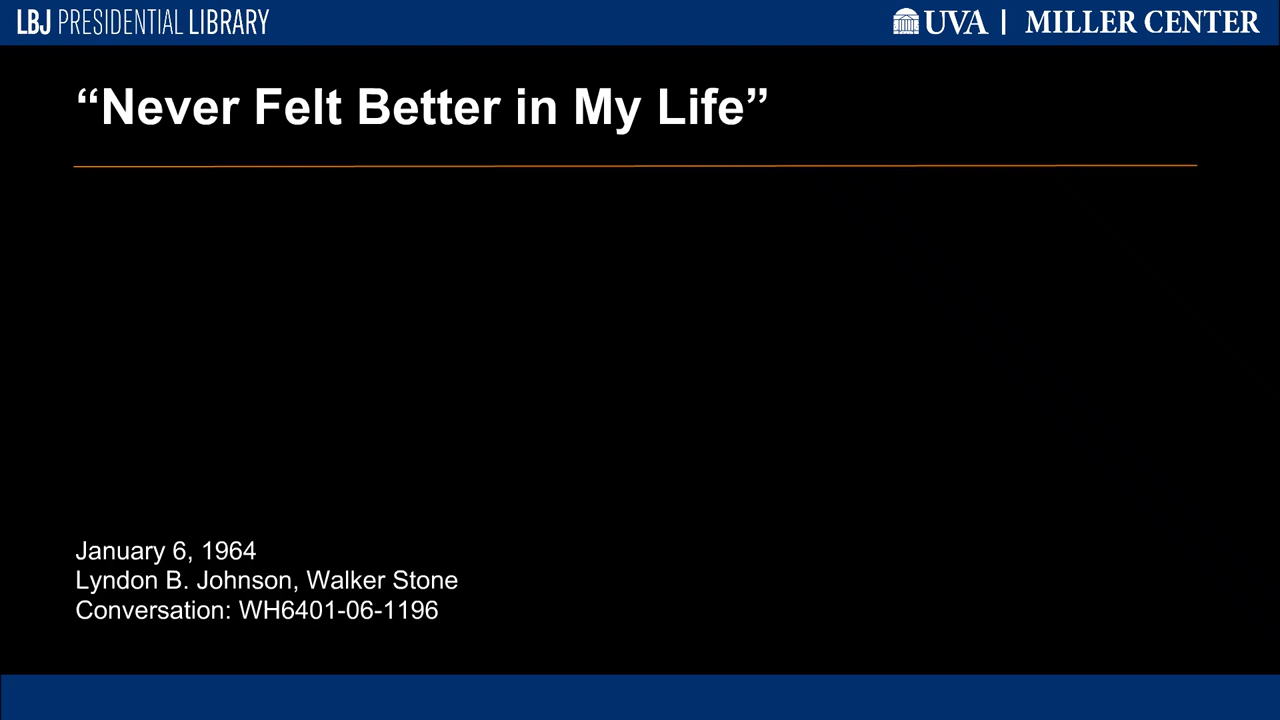 LBJ PRESIDENTIAL LIBRARY
UVA | MILLER CENTER
“Never Felt Better in My Life”
January 6, 1964
Lyndon B. Johnson, Walker Stone
Conversation: WH6401-06-1196